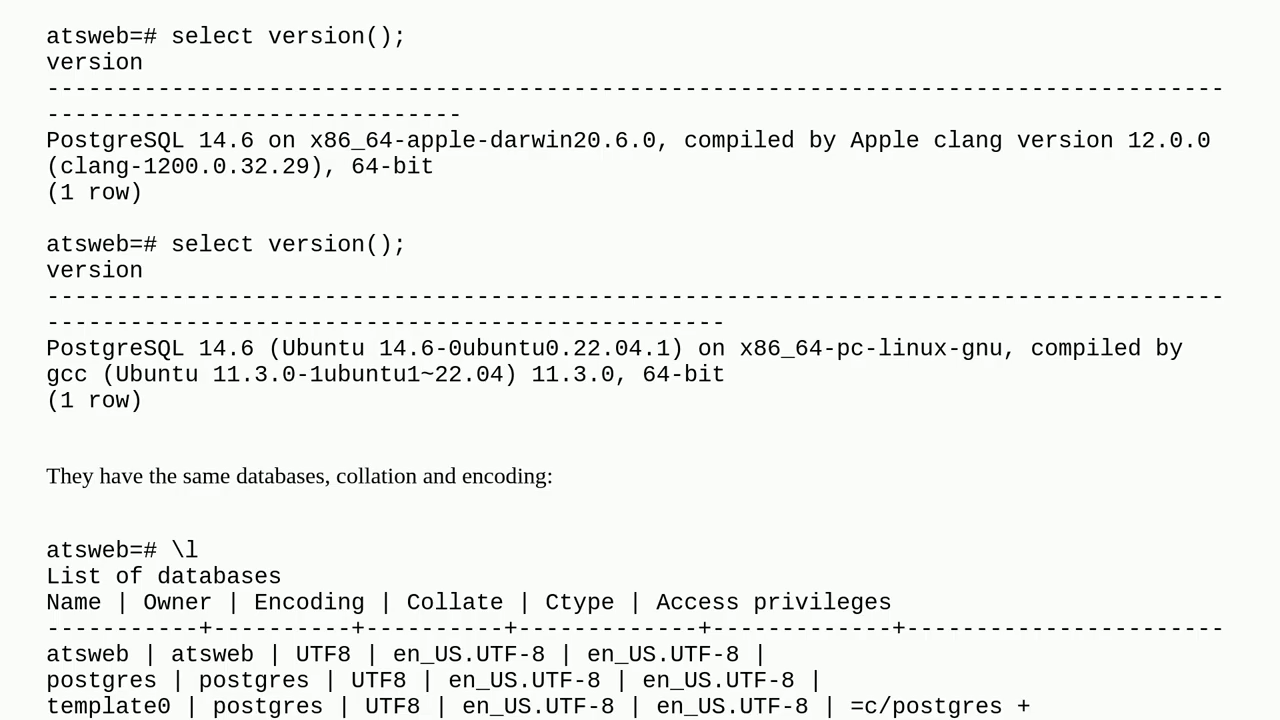 atsweb=# select version();
version
-------------------------------------------------------------------------------------
------------------------------
PostgreSQL 14.6 on x86_64-apple-darwin20.6.0, compiled by Apple clang version 12.0.0
(clang-1200.0.32.29), 64-bit
(1 row)
atsweb=# select version();
version
-------------------------------------------------------------------------------------
-------------------------------------------------
PostgreSQL 14.6 (Ubuntu 14.6-0ubuntu0.22.04.1) on x86_64-pc-linux-gnu, compiled by
gcc (Ubuntu 11.3.0-1ubuntu1~22.04) 11.3.0, 64-bit
(1 row)
They have the same databases, collation and encoding:
atsweb=# \l
List of databases
Name | Owner | Encoding | Collate | Ctype | Access privileges
-----------+----------+----------+-------------+-------------+-----------------------
atsweb | atsweb | UTF8 | en_US.UTF-8 | en_US.UTF-8 |
postgres | postgres | UTF8 | en_US.UTF-8 | en_US.UTF-8 |
template0 | postgres | UTF8 | en_US.UTF-8 | en_US.UTF-8 | =c/postgres +